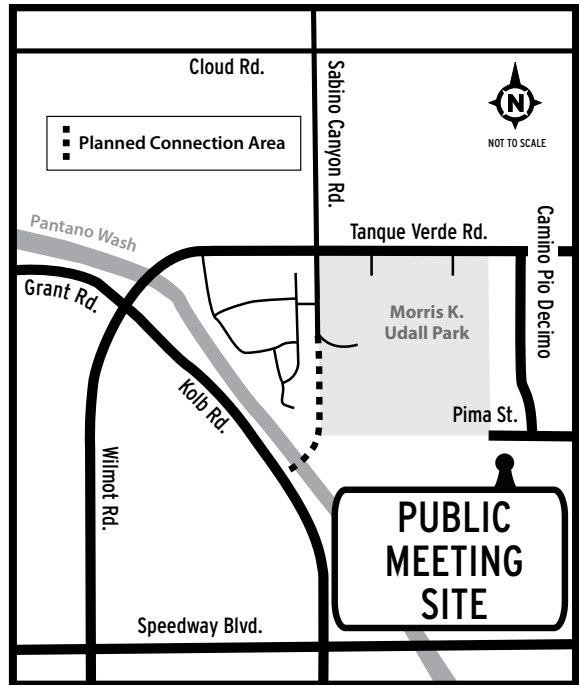 Cloud Rd.
Sabino Canyon Rd.
N
NOT TO SCALE
Planned Connection Area
Pantano Wash
Tanque Verde Rd.
Camino Pio Decimo
Grant Rd.
Morris K.
Udall Park
Kolb Rd.
Pima St.
Wilmot Rd.
PUBLIC
MEETING
SITE
Speedway Blvd.